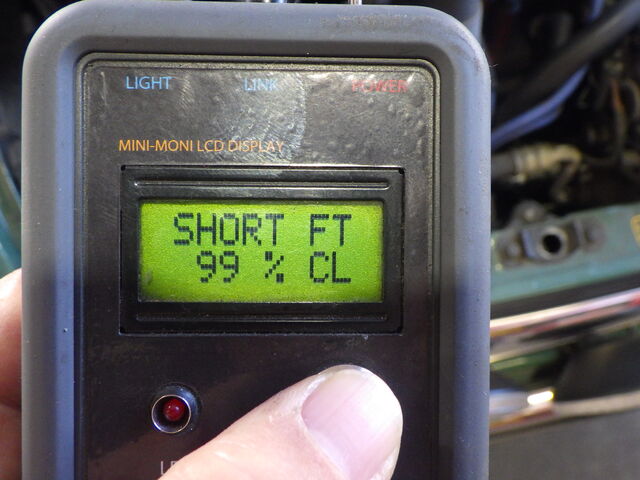 LIGHT LINK POWER
MINI-MONI LCD DISPLAY
SHORT FT
99 % CL